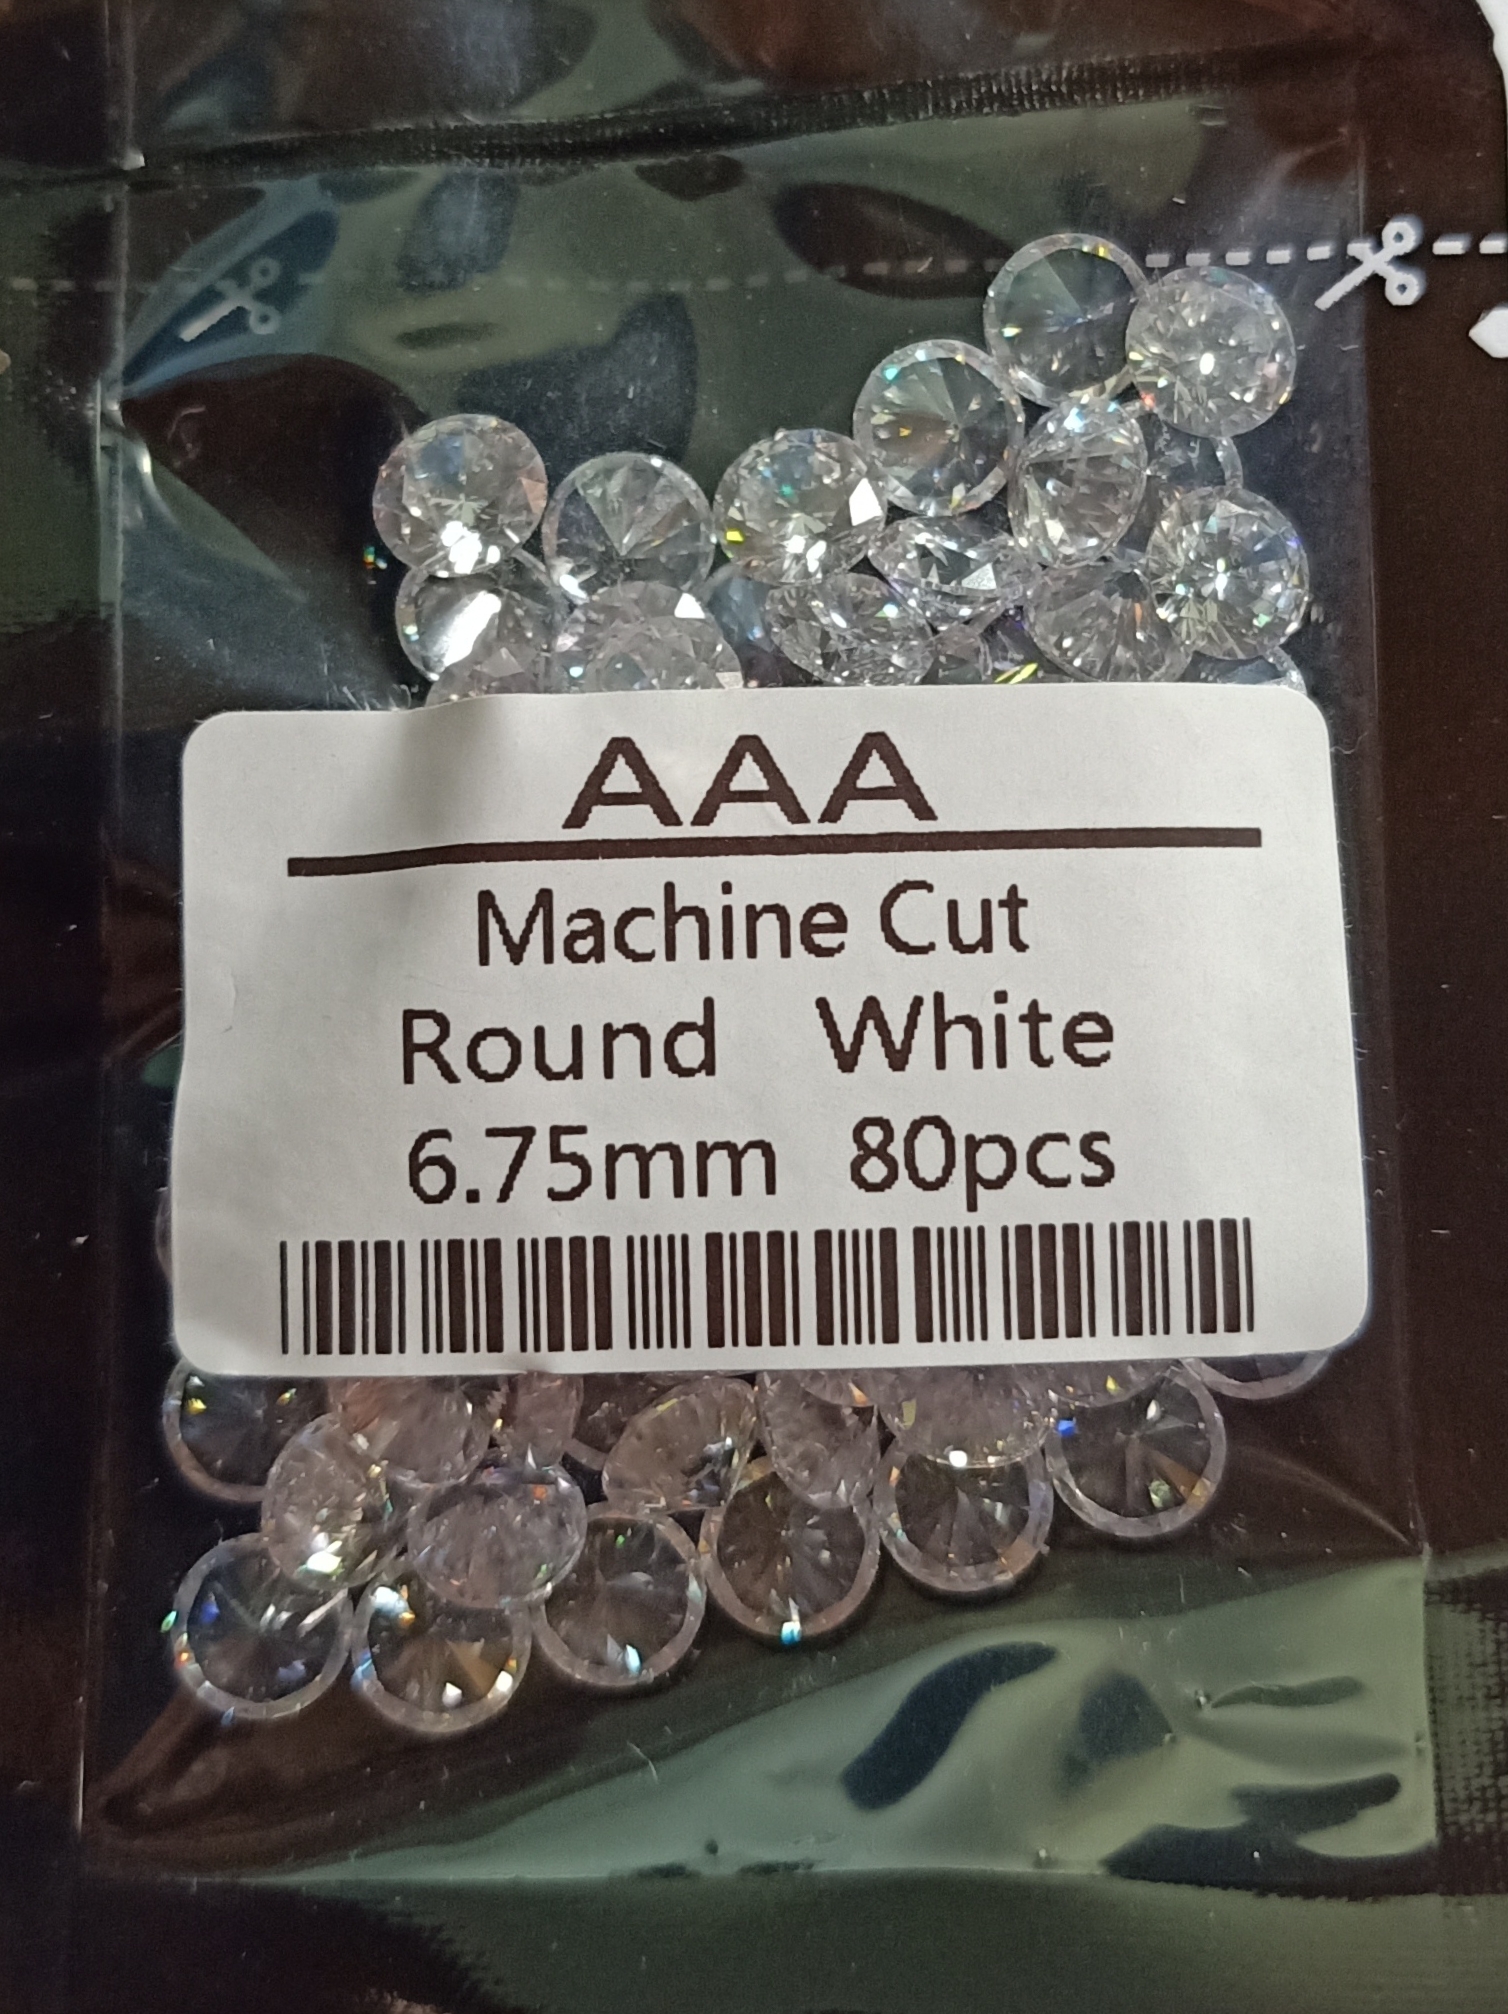 AAA
Machine Cut
Round White
6.75mm 80pcs